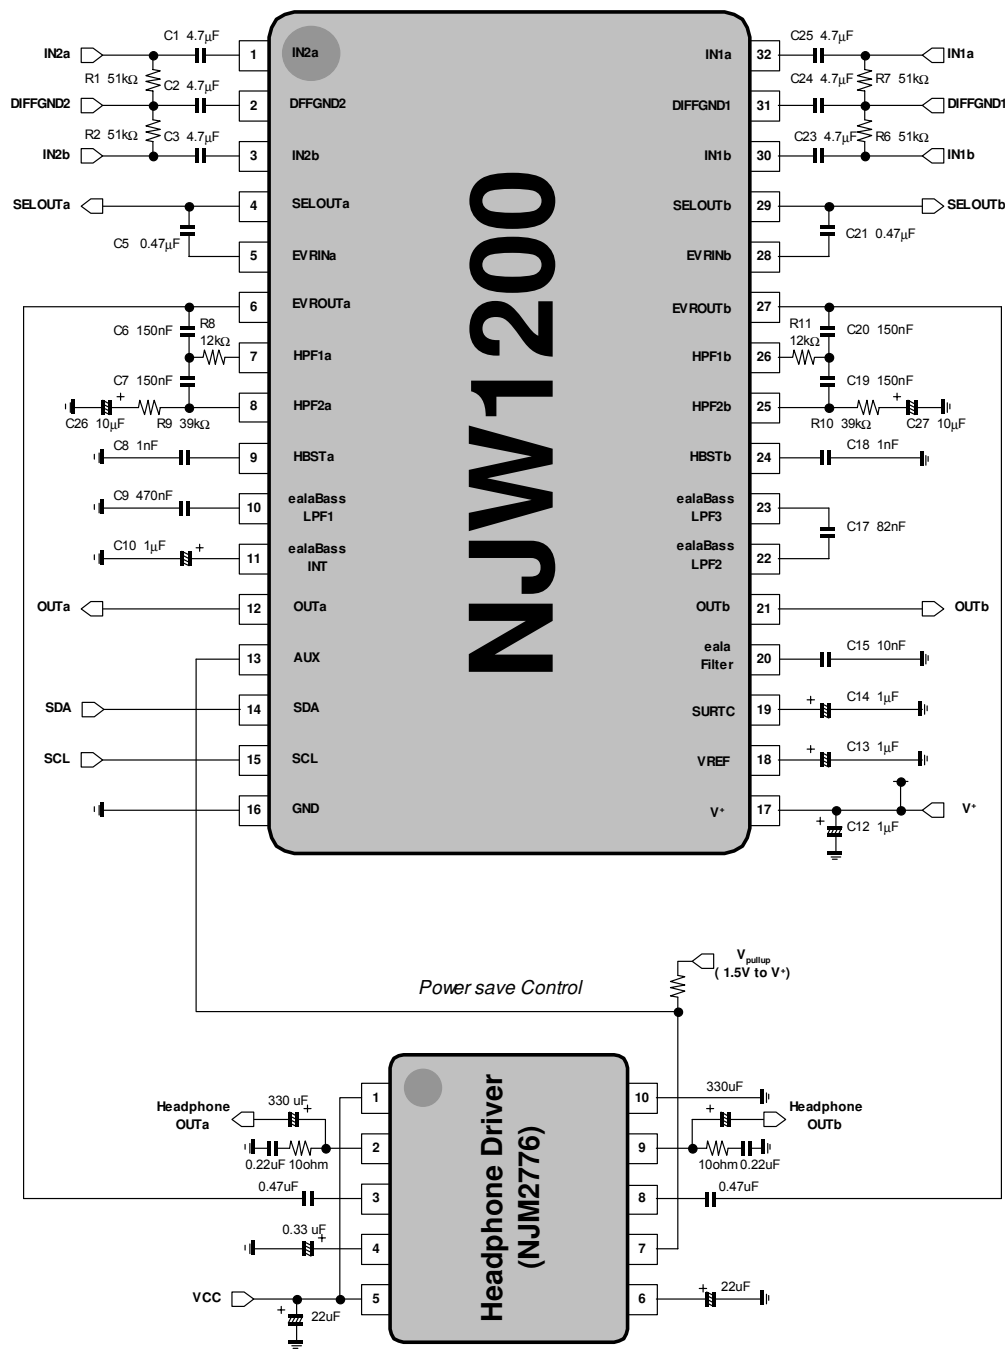 C1 4.7µF
IN2a
1
IN2a
R1 51kΩ
C2 4.7µF
DIFFGND2
2
DFFGND2
R2 51kΩ
C3 4.7µF
IN2b
3
IN2b
SELOUTa
4
SELOUTa
C5 0.47µF
5
EVRINa
6
EVROUTa
C6 150nF
R8
12kΩ
7
HPF1a
C7 150nF
+
8
HPF2a
C26 10µF
R9 39kΩ
C8 1nF
9
HBSTa
C9 470nF
10
ealaBass
LPF1
C10 1µF
+
11
ealaBass
INT
OUTa
12
OUTa
13
AUX
SDA
14
SDA
SCL
15
SCL
16
GND
NJW1200
C25 4.7µF
IN1a
32
IN1a
C24 4.7µF
R7 51kΩ
DIFFGND1
31
DIFFGND1
C23 4.7µF
R6 51kΩ
IN1b
30
IN1b
SELOUTb
29
SELOUTb
C21 0.47µF
EVRINb
28
EVROUTb
27
R11
12kΩ
C20 150nF
HPF1b
26
C19 150nF
+
HPF2b
25
R10 39kΩ
C27 10µF
HBSTb
24
C18 1nF
ealaBass
LPF3
23
C17 82nF
ealaBass
LPF2
22
OUTb
21
OUTb
eala
Filter
20
C15 10nF
SURTC
19
+
C14 1µF
VREF
18
+
C13 1µF
V+
17
V+
+
C12 1µF
Vpullup
( 1.5V to V+)
Power save Control
Headphone Driver
(NJM2776)
1
330 uF
+
Headphone
OUTa
2
0.22uF 10ohm
0.47uF
3
0.33 uF
+
4
VCC
5
+
22uF
10
330uF
+
Headphone
OUTb
9
10ohm 0.22uF
8
0.47uF
7
6
+
22uF